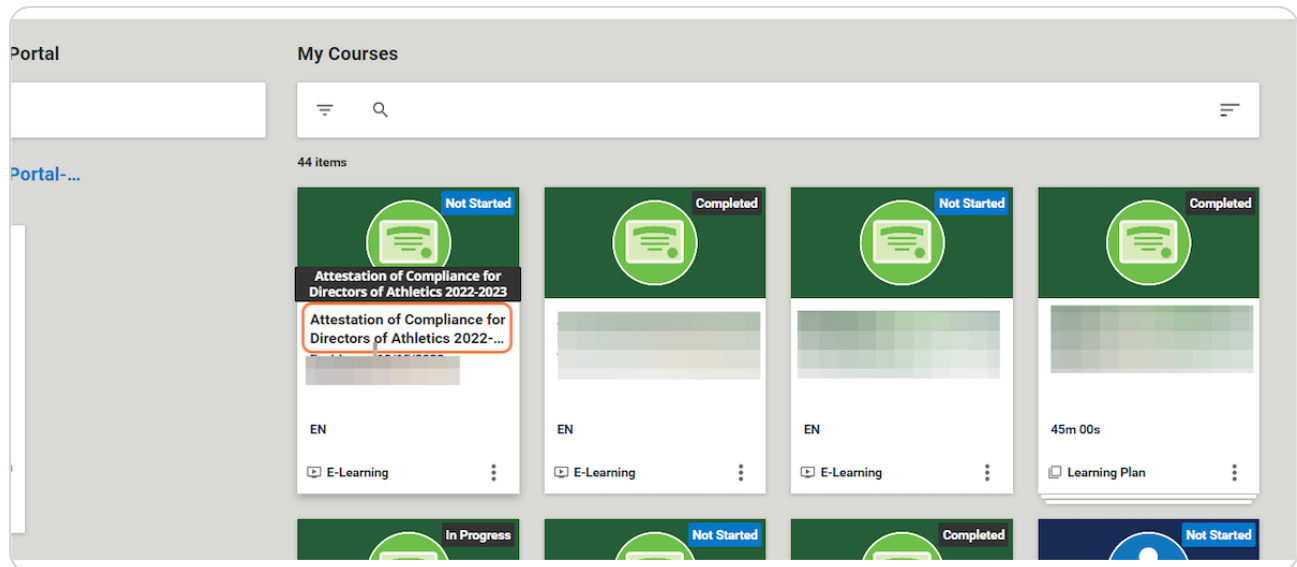 Portal
My Courses
44 items
Portal-...
Not Started
Completed
Not Started
Completed
Attestation of Compliance for
Directors of Athletics 2022-2023
Attestation of Compliance for
Directors of Athletics 2022-...
EN
EN
EN
45m 00s
E-Learning
E-Learning
E-Learning
Learning Plan
In Progress
Not Started
Completed
Not Started